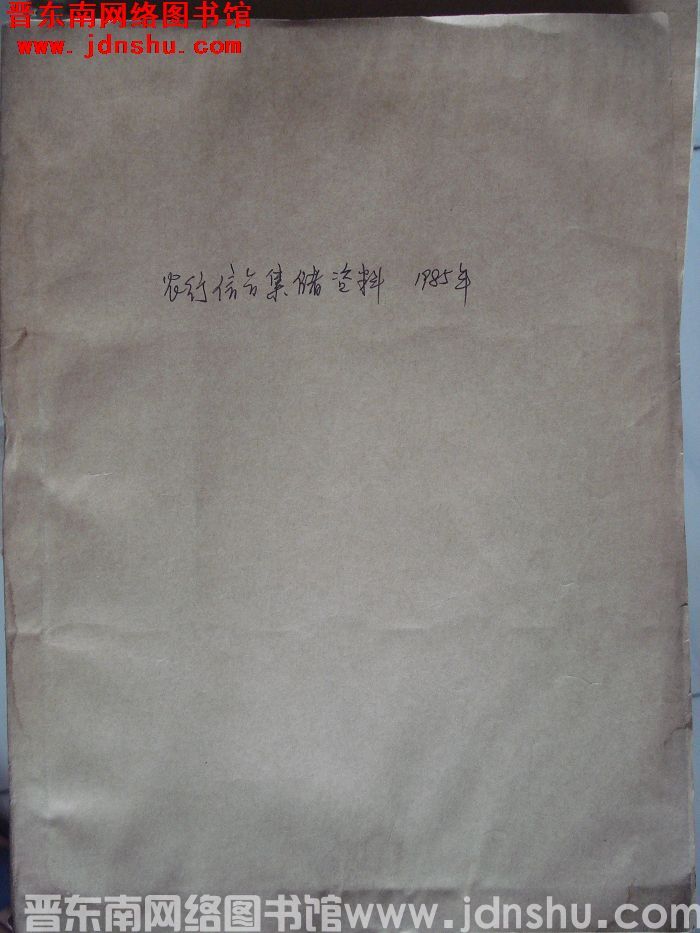 晋东南网络图书馆
www. jdnshu. com
农行信合集储资料 1985年
晋东南网络图书馆www.jdnshu.com